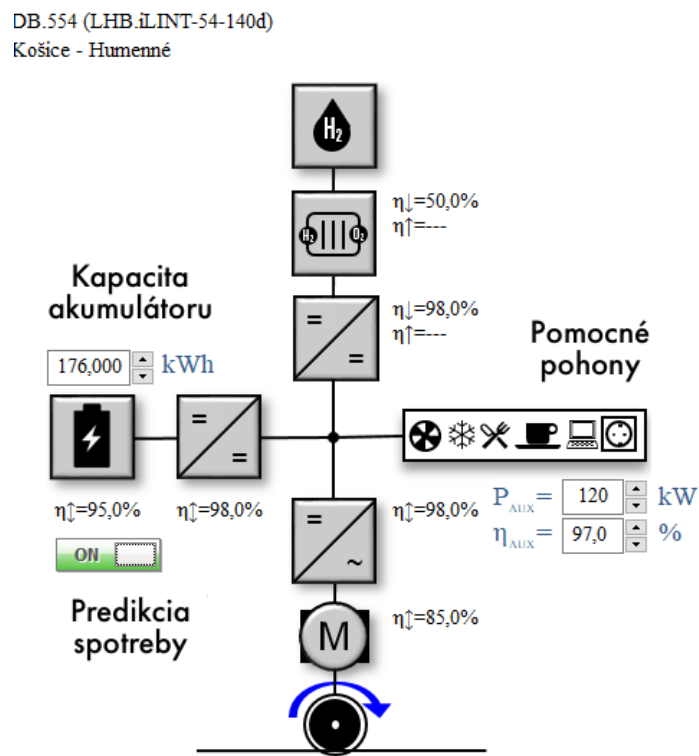 DB.554 (LHB.iLINT-54-140d)
Košice - Humenné
H2
η↓=50,0%
η↑=---
H2 O2
η↓=98,0%
η↑=---
= =
Kapacita
akumulátoru
176,000 kWh
Pomocné
pohony
= =
η↕=95,0%
η↕=98,0%
= ~
η↕=98,0%
PAUX= 120 kW
ηAUX= 97,0 %
ON
Predikcia
spotreby
M
η↕=85,0%